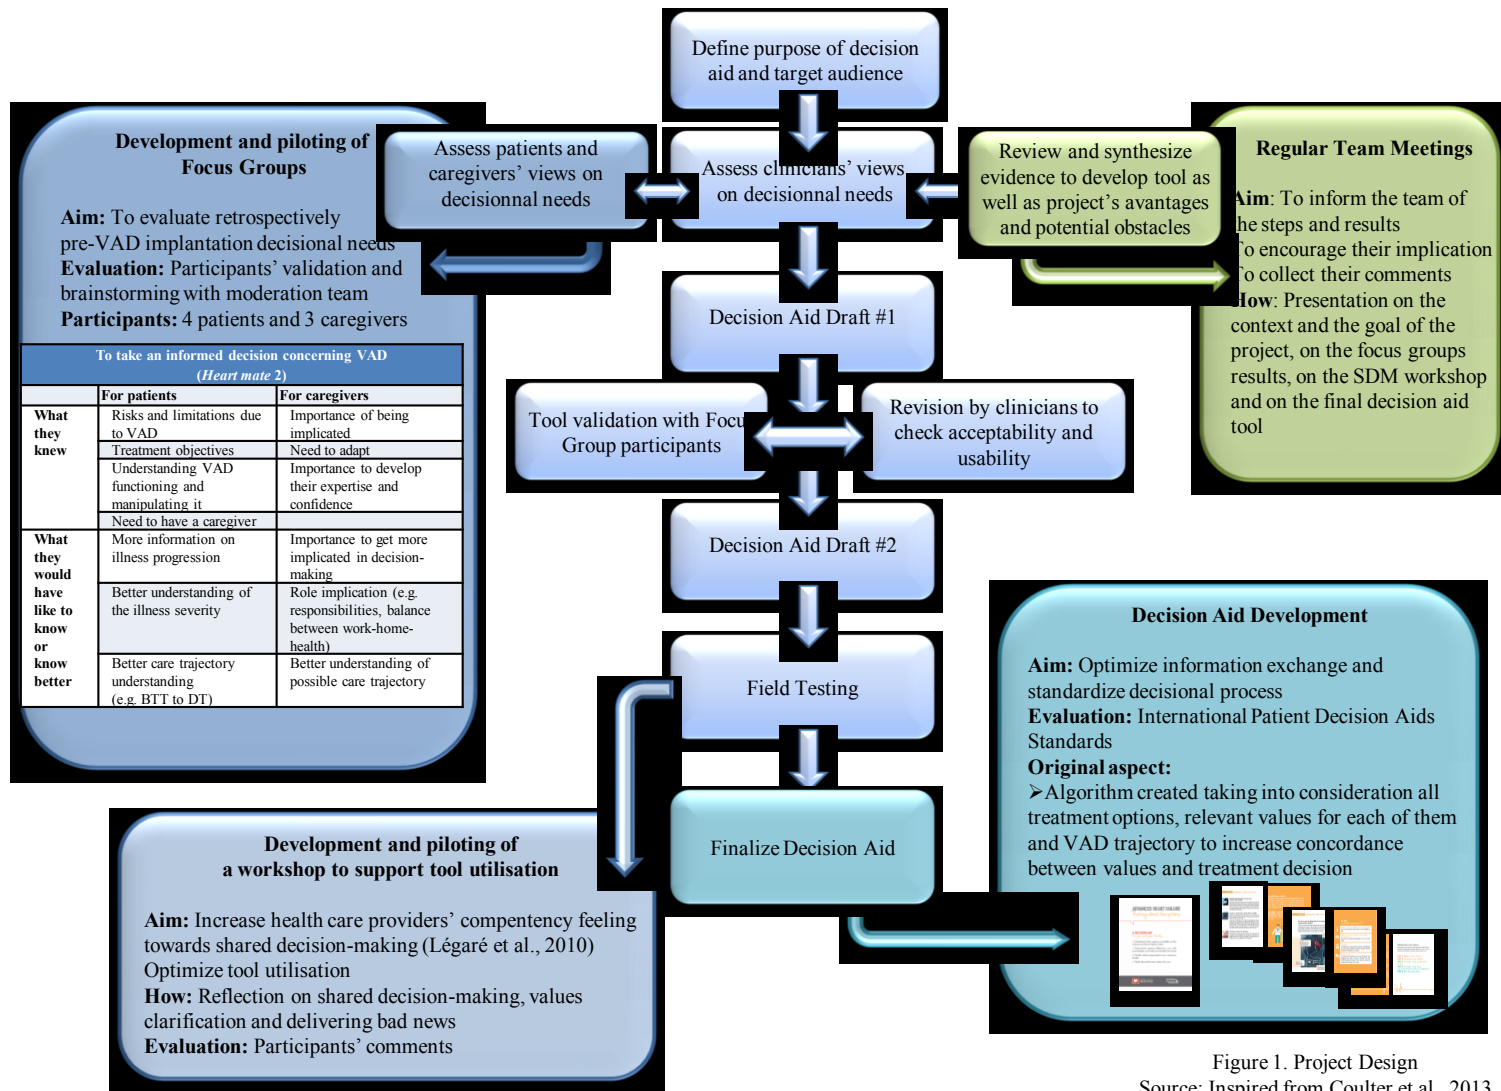 Define purpose of decision
aid and target audience
Development and piloting of
Focus Groups
Aim: To evaluate retrospectively
pre-VAD implantation decisional needs
Evaluation: Participants' validation and
brainstorming with moderation team
Participants: 4 patients and 3 caregivers
To take an informed decision concerning VAD
(Heart mate 2)
For patients
For caregivers
What
they
knew
Risks and limitations due
to VAD
Importance of being
implicated
Treatment objectives
Need to adapt
Understanding VAD
functioning and
manipulating it
Importance to develop
their expertise and
confidence
Need to have a caregiver
What
they
would
have
like to
know
or
know
better
More information on
illness progression
Importance to get more
implicated in decision-
making
Better understanding of
the illness severity
Role implication (e.g.
responsibilities, balance
between work-home-
health)
Better care trajectory
understanding
(e.g. BTT to DT)
Better understanding of
possible care trajectory
Assess patients and
caregivers' views on
decisionnal needs
Assess clinicians' views
on decisionnal needs
Review and synthesize
evidence to develop tool as
well as project's avantages
and potential obstacles
Regular Team Meetings
Aim: To inform the team of
the steps and results
To encourage their implication
To collect their comments
How: Presentation on the
context and the goal of the
project, on the focus groups
results, on the SDM workshop
and on the final decision aid
tool
Decision Aid Draft #1
Tool validation with Focus
Group participants
Revision by clinicians to
check acceptability and
usability
Decision Aid Draft #2
Field Testing
Finalize Decision Aid
Development and piloting of
a workshop to support tool utilisation
Aim: Increase health care providers' compentency feeling
towards shared decision-making (Légaré et al., 2010)
Optimize tool utilisation
How: Reflection on shared decision-making, values
clarification and delivering bad news
Evaluation: Participants' comments
Decision Aid Development
Aim: Optimize information exchange and
standardize decisional process
Evaluation: International Patient Decision Aids
Standards
Original aspect:
➢Algorithm created taking into consideration all
treatment options, relevant values for each of them
and VAD trajectory to increase concordance
between values and treatment decision
ADVANCED HEART FAILURE
Figure 1. Project Design
Source: Inspired from Coulter et al., 2013